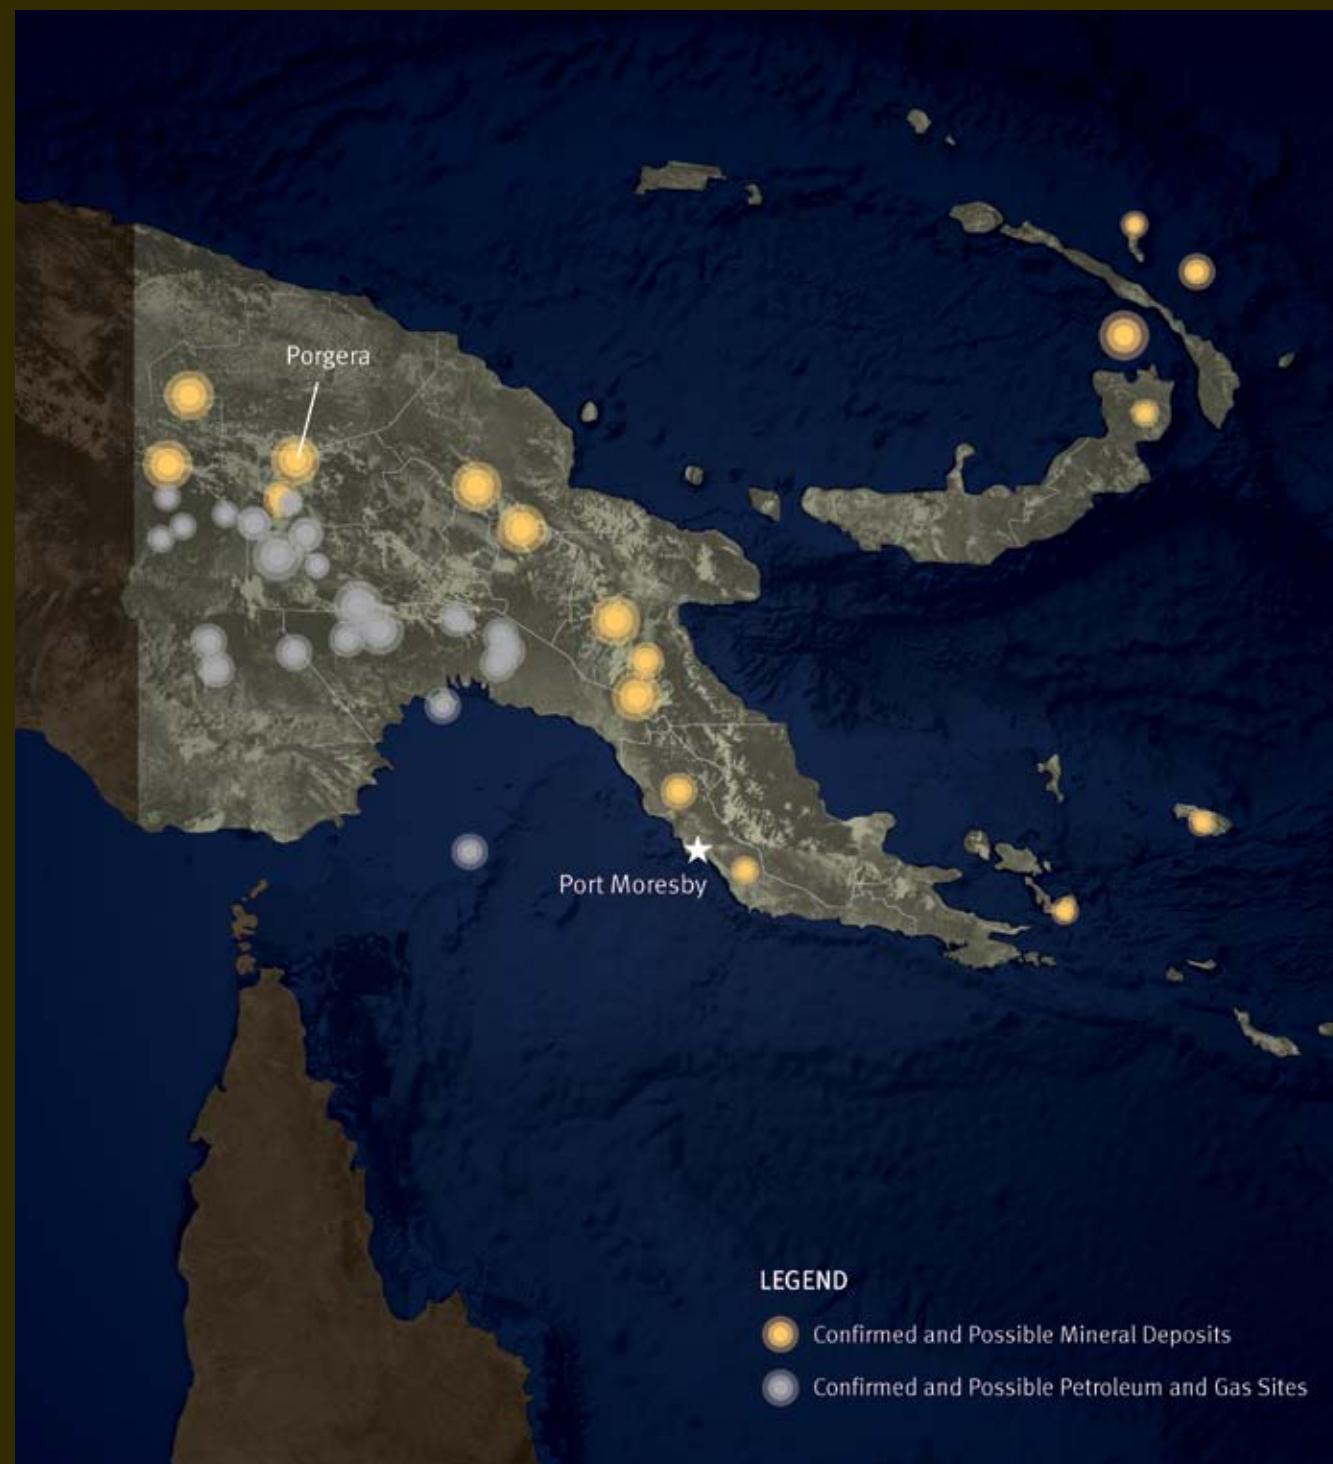 Porgera
Port Moresby
LEGEND
Confirmed and Possible Mineral Deposits
Confirmed and Possible Petroleum and Gas Sites